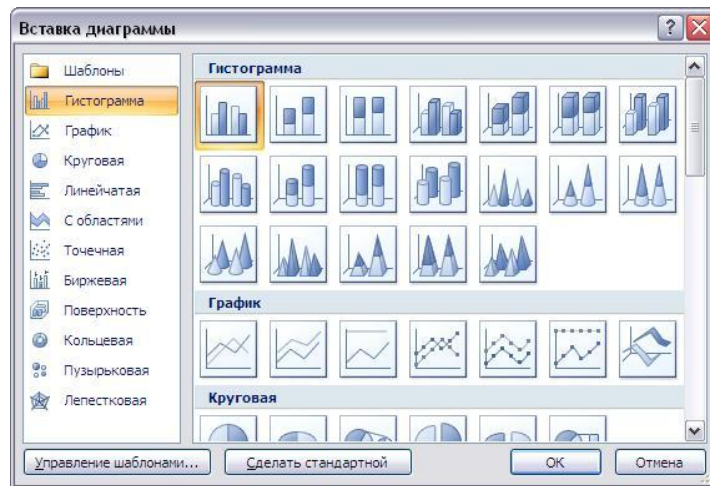 Вставка диаграммы
Шаблоны
Гистограмма
График
Круговая
Линейчатая
С областями
Точечная
Биржевая
Поверхность
Кольцевая
Пузырьковая
Лепестковая
Гистограмма
График
Круговая
Управление шаблонами...
Сделать стандартной
ОК
Отмена